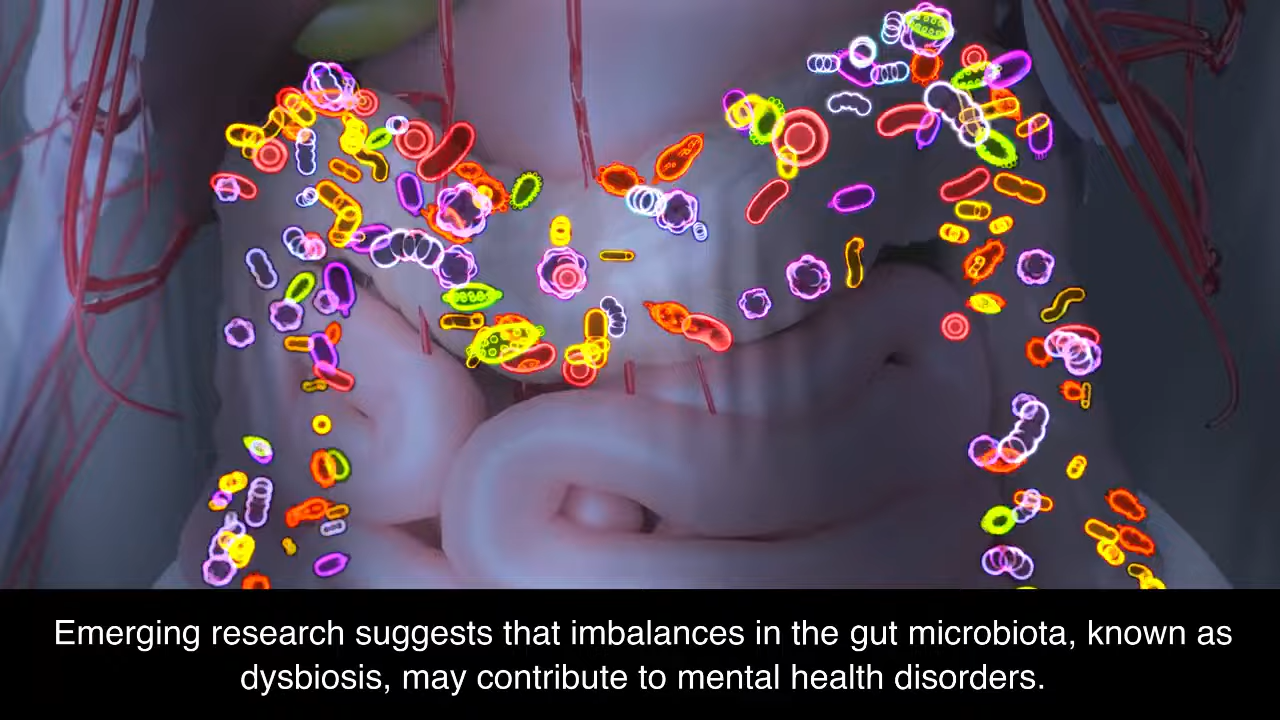 Emerging research suggests that imbalances in the gut microbiota, known as
dysbiosis, may contribute to mental health disorders.